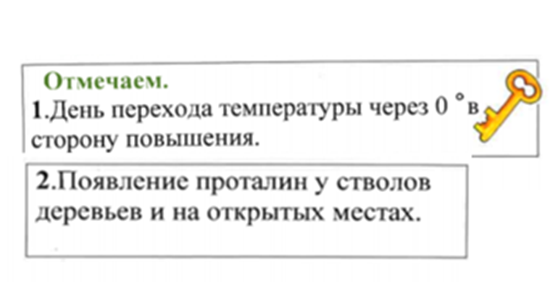 Отмечаем.
1.День перехода температуры через 0 ° в
сторону повышения.
2.Появление проталин у стволов
деревьев и на открытых местах.